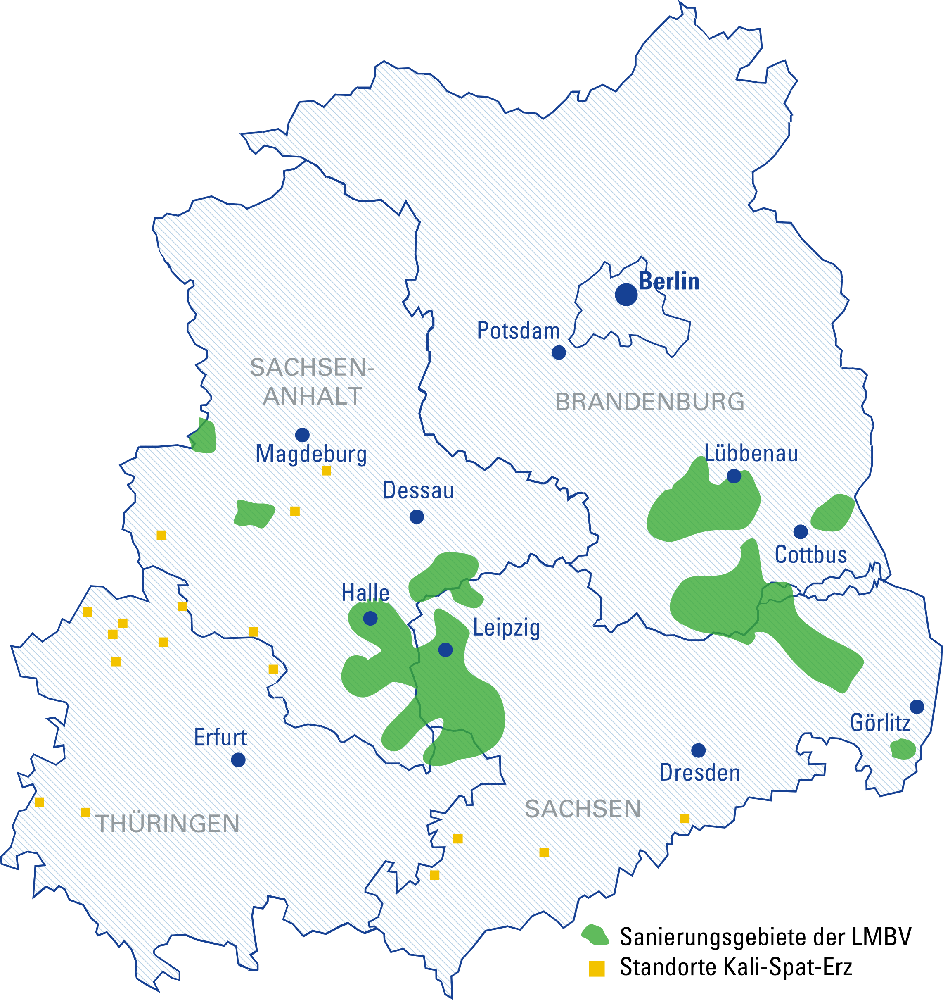 Berlin
Potsdam
SACHSEN-
ANHALT
BRANDENBURG
Magdeburg
Lübbenau
Dessau
Cottbus
Halle
Leipzig
Görlitz
Erfurt
Dresden
THÜRINGEN
SACHSEN
Sanierungsgebiete der LMBV
Standorte Kali-Spat-Erz